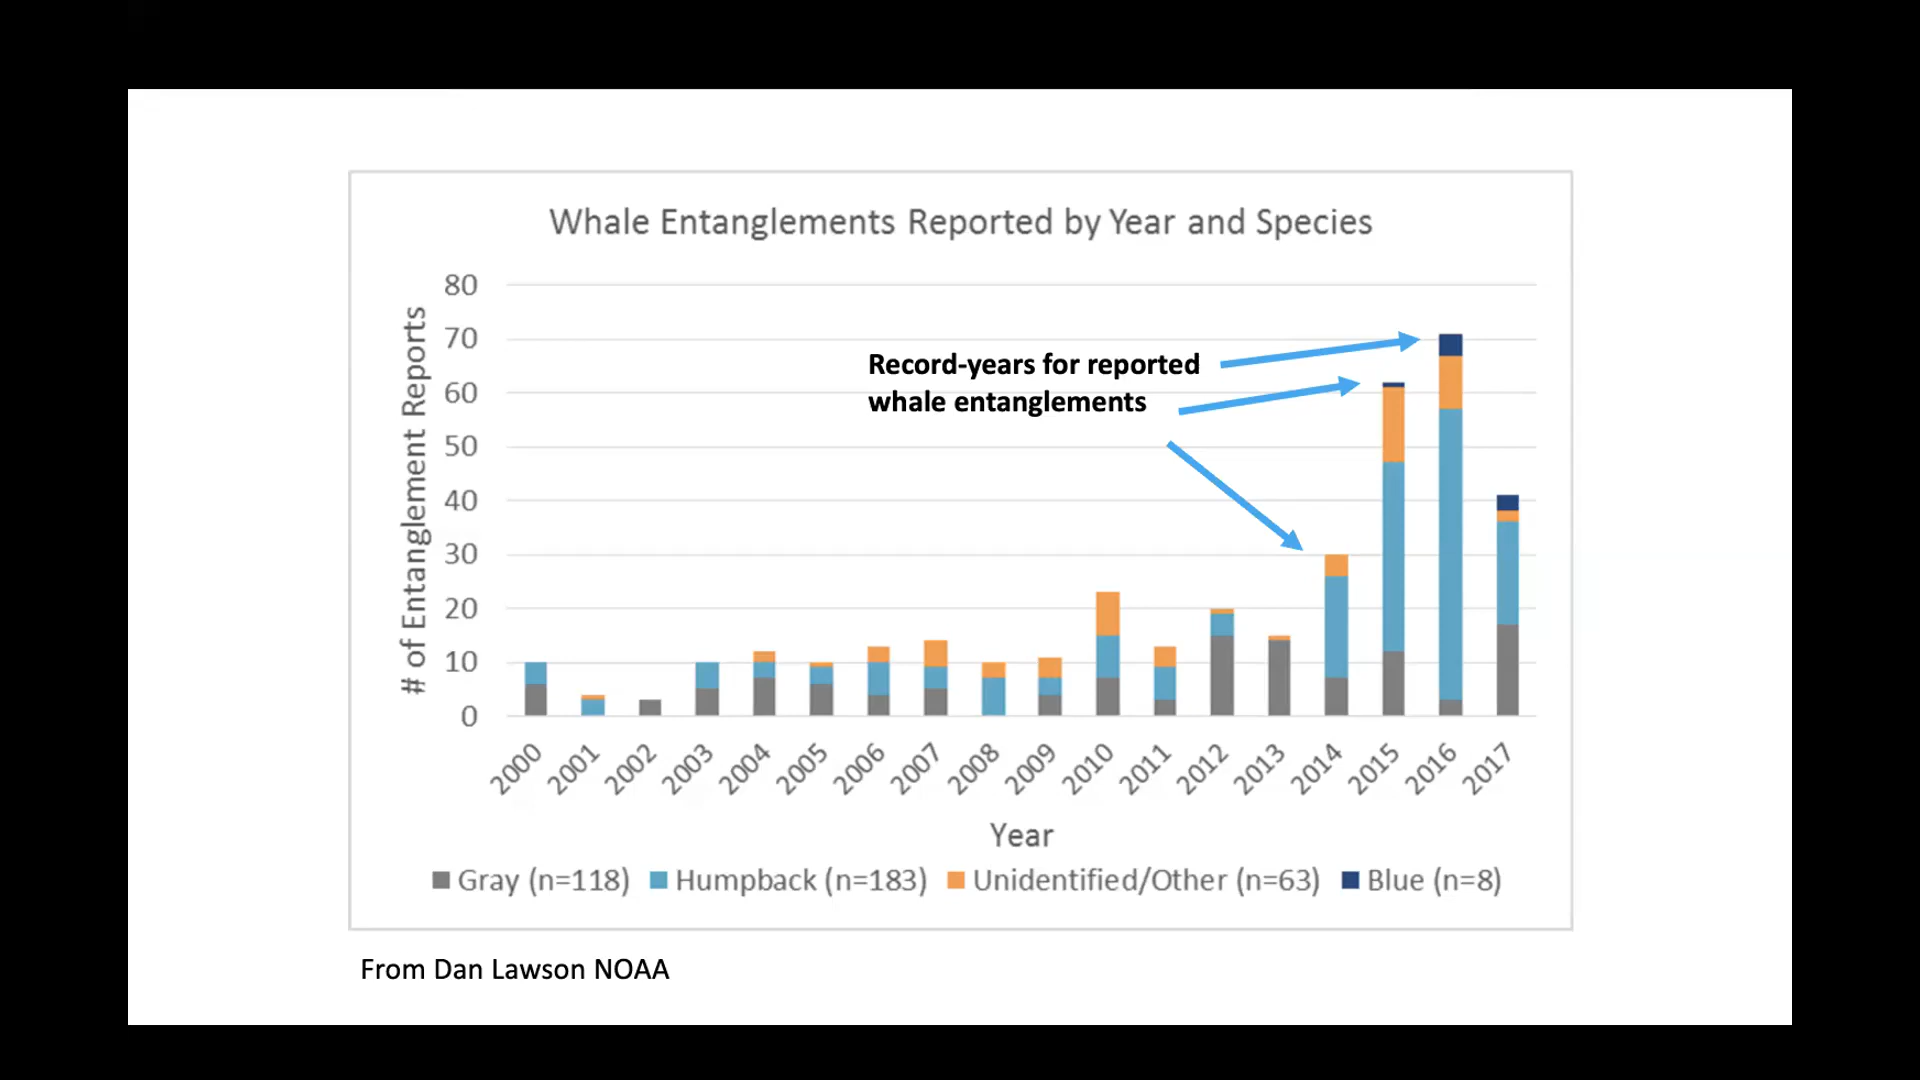 Whale Entanglements Reported by Year and Species
# of Entanglement Reports
80
70
60
50
40
30
20
10
0
Record-years for reported
whale entanglements
2000
2001
2002
2003
2004
2005
2006
2007
2008
2009
2010
2011
2012
2013
2014
2015
2016
2017
Year
Gray (n=118)
Humpback (n=183)
Unidentified/Other (n=63)
Blue (n=8)
From Dan Lawson NOAA